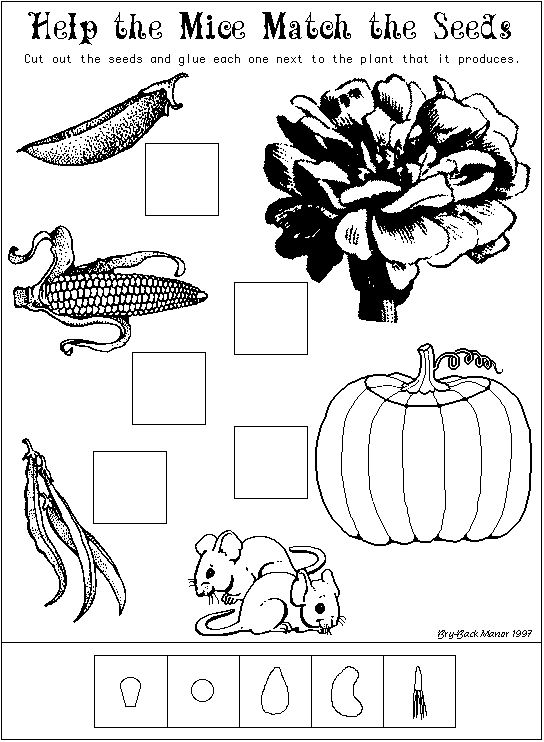 Help the Mice Match the Seeds
Cut out the seeds and glue each one next to the plant that it produces.
Bry-Back Manor 1997